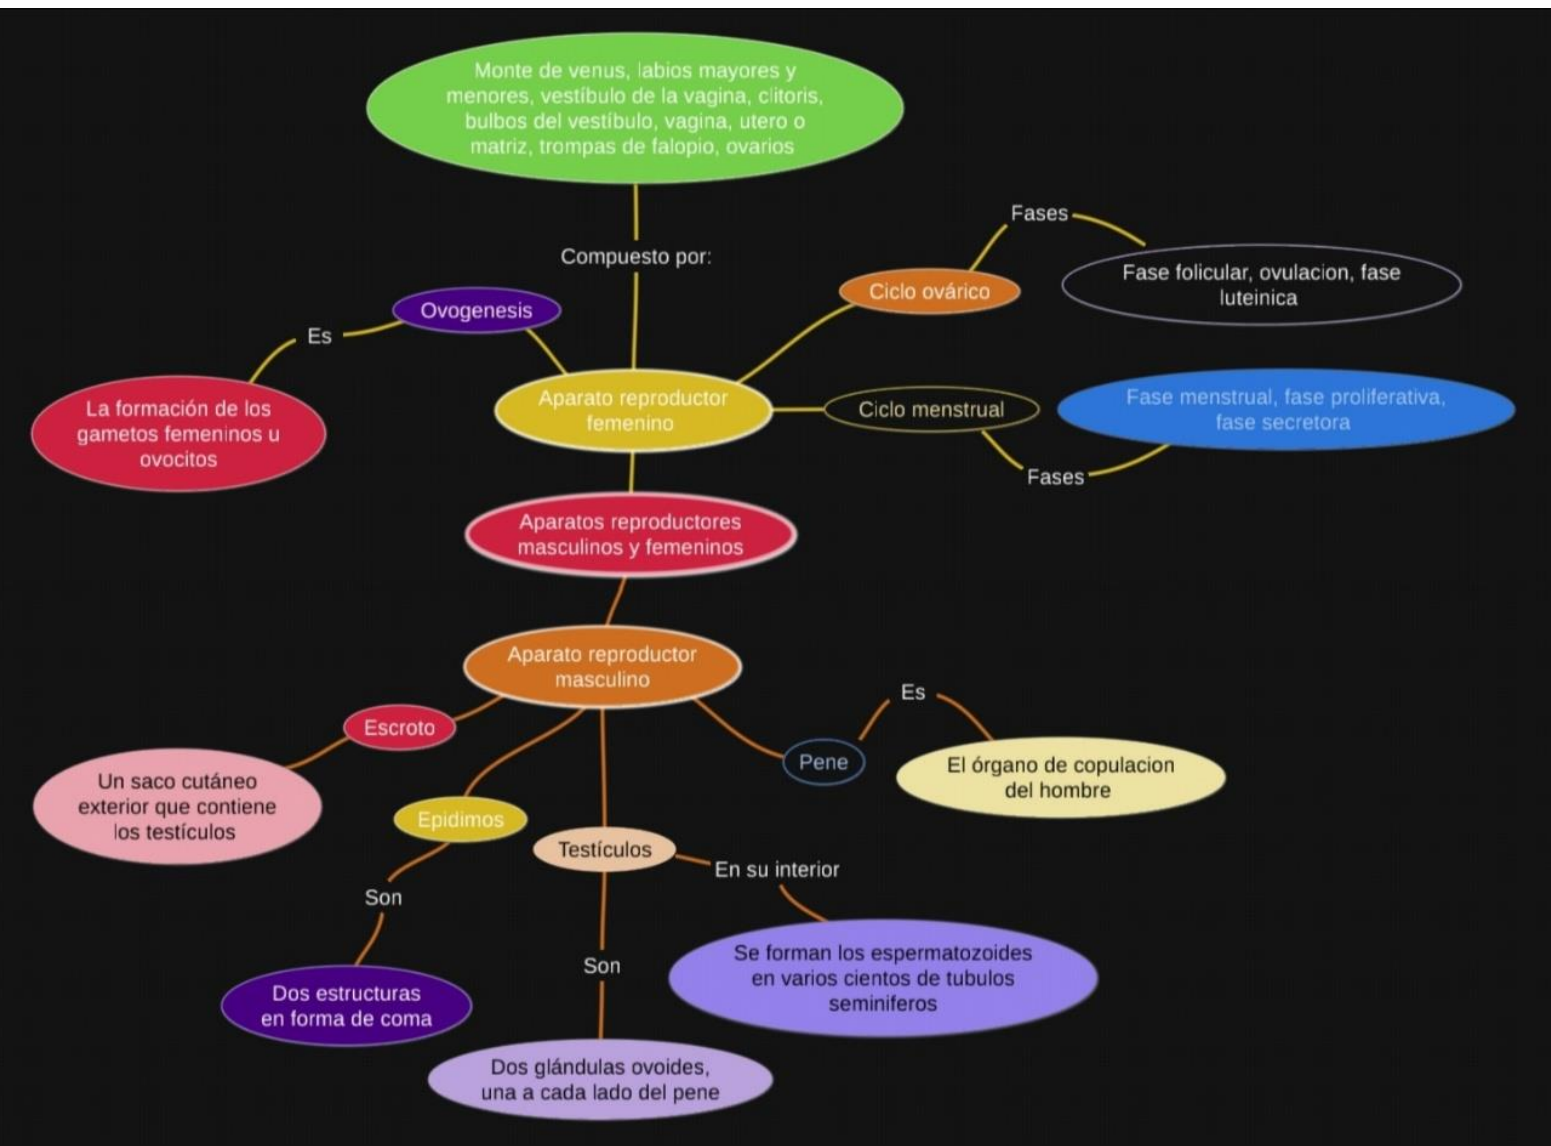 Monte de venus, labios mayores y
menores, vestíbulo de la vagina, clitoris,
bulbos del vestíbulo, vagina, utero o
matriz, trompas de falopio, ovarios
Compuesto por:
Fases
Fase folicular, ovulacion, fase
luteinica
Ciclo ovárico
Ovogenesis
Es
La formación de los
gametos femeninos u
ovocitos
Aparato reproductor
femenino
Ciclo menstrual
Fase menstrual, fase proliferativa,
fase secretora
Fases
Aparatos reproductores
masculinos y femeninos
Aparato reproductor
masculino
Escroto
Un saco cutáneo
exterior que contiene
los testículos
Es
Pene
El órgano de copulacion
del hombre
Epidimos
Son
Dos estructuras
en forma de coma
Testículos
En su interior
Se forman los espermatozoides
en varios cientos de tubulos
seminiferos
Son
Dos glándulas ovoides,
una a cada lado del pene